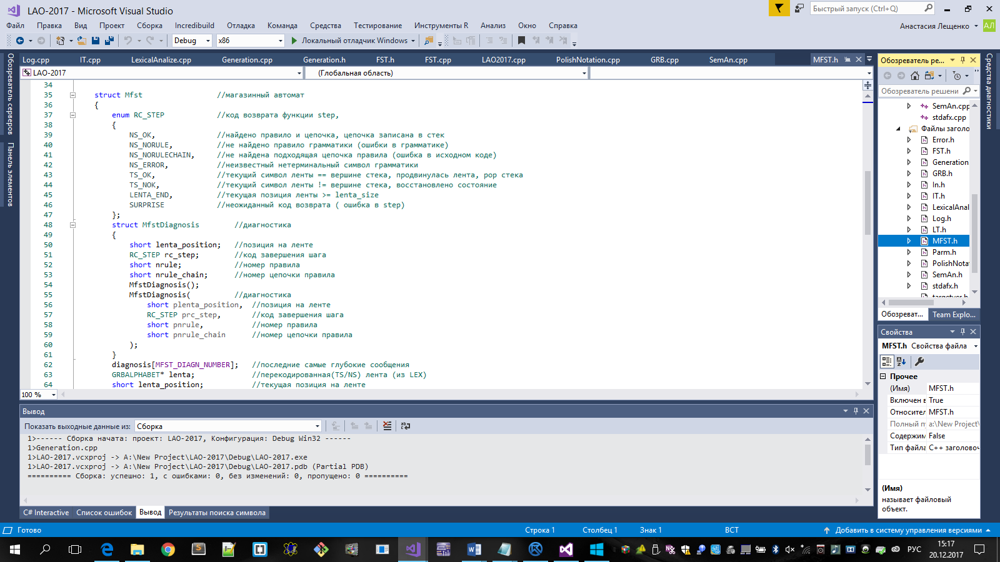 LAO-2017 - Microsoft Visual Studio
Быстрый запуск (Ctrl+Q)
Файл Правка Вид Проект Сборка Incredibuild Отладка Команда Средства Тестирование Инструменты R Анализ Окно Справка
Анастасия Лещенко АЛ
Debug x86 Локальный отладчик Windows
Log.cpp IT.cpp LexicalAnalize.cpp Generation.cpp Generation.h FST.h FST.cpp LAO2017.cpp PolishNotation.cpp GRB.cpp SemAn.cpp MFST.h
LAO-2017 (Глобальная область)
Обозреватель серверов
Панель элементов
34
35 struct Mfst //магазинный автомат
36 {
37 enum RC_STEP //код возврата функции step,
38 {
39 NS_OK, //найдено правило и цепочка, цепочка записана в стек
40 NS_NORULE, //не найдено правило грамматики (ошибки в грамматике)
41 NS_NORULECHAIN, //не найдена подходящая цепочка правила (ошибка в исходном коде)
42 NS_ERROR, //неизвестный нетерминальный символ грамматики
43 TS_OK, //текущий символ ленты == вершине стека, продвинулась лента, pop стека
44 TS_NOK, //текущий символ ленты != вершине стека, восстановлено состояние
45 LENTA_END, //текущая позиция ленты >= lenta_size
46 SURPRISE //неожиданный код возврата ( ошибка в step)
47 };
48 struct MfstDiagnosis //диагностика
49 {
50 short lenta_position; //позиция на ленте
51 RC_STEP rc_step; //код завершения шага
52 short nrule; //номер правила
53 short nrule_chain; //номер цепочки правила
54 MfstDiagnosis();
55 MfstDiagnosis( //диагностика
56 short plenta_position, //позиция на ленте
57 RC_STEP prc_step, //код завершения шага
58 short pnrule, //номер правила
59 short pnrule_chain //номер цепочки правила
60 );
61 }
62 diagnosis[MFST_DIAGN_NUMBER]; //последние самые глубокие сообщения
63 GRBALPHABET* lenta; //перекодированная(TS/NS) лента (из LEX)
64 short lenta_position; //текущая позиция на ленте
100 %
Вывод
Показать выходные данные из: Сборка
1>------ Сборка начата: проект: LAO-2017, Конфигурация: Debug Win32 ------
1>Generation.cpp
1>LAO-2017.vcxproj -> A:\New Project\LAO-2017\Debug\LAO-2017.exe
1>LAO-2017.vcxproj -> A:\New Project\LAO-2017\Debug\LAO-2017.pdb (Partial PDB)
========== Сборка: успешно: 1, с ошибками: 0, без изменений: 0, пропущено: 0 ==========
C# Interactive Список ошибок Вывод Результаты поиска символа
Обозреватель ре...
Обозреватель решени
SemAn.cpp
stdafx.cpp
Файлы заголо
Error.h
FST.h
Generation
GRB.h
In.h
IT.h
LexicalAnal
Log.h
LT.h
MFST.h
Parm.h
PolishNota
SemAn.h
stdafx.h
targetver.h
Обозреват... Team Explo...
Свойства
MFST.h Свойства файла
Прочее
(Имя) MFST.h
Включен в True
Относител MFST.h
Полный п a:\New Project\
Содержим False
Тип файла C++ заголовоч
(Имя)
называет файловый
объект.
Средства диагностики
Готово Строка 1 Столбец 1 Знак 1 ВСТ Добавить в систему управления версиями
РУС 15:17
20.12.2017